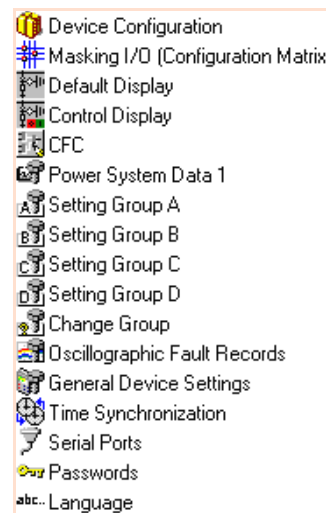 Device Configuration
Masking I/O (Configuration Matrix
Default Display
Control Display
CFC
Power System Data 1
A Setting Group A
B Setting Group B
C Setting Group C
D Setting Group D
? Change Group
Oscillographic Fault Records
General Device Settings
Time Synchronization
Serial Ports
Passwords
abc.. Language